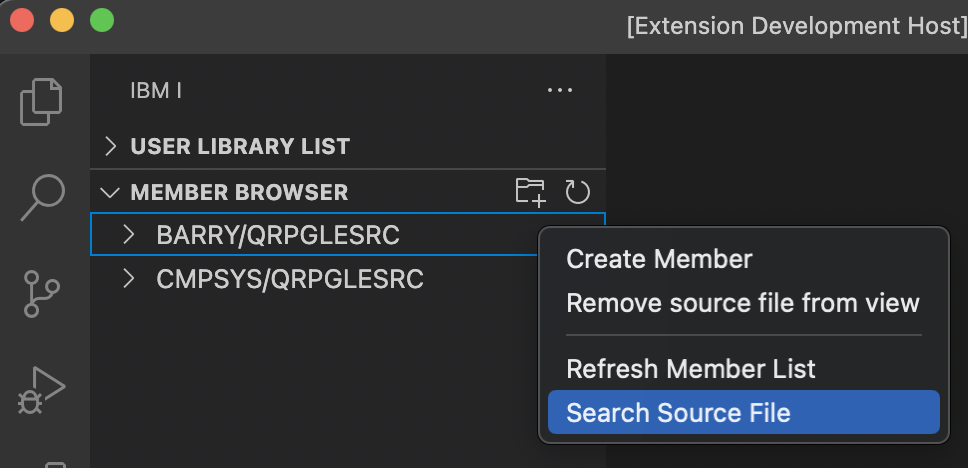 [Extension Development Host]
IBM I
USER LIBRARY LIST
MEMBER BROWSER
BARRY/QRPGLESRC
CMPSYS/QRPGLESRC
Create Member
Remove source file from view
Refresh Member List
Search Source File